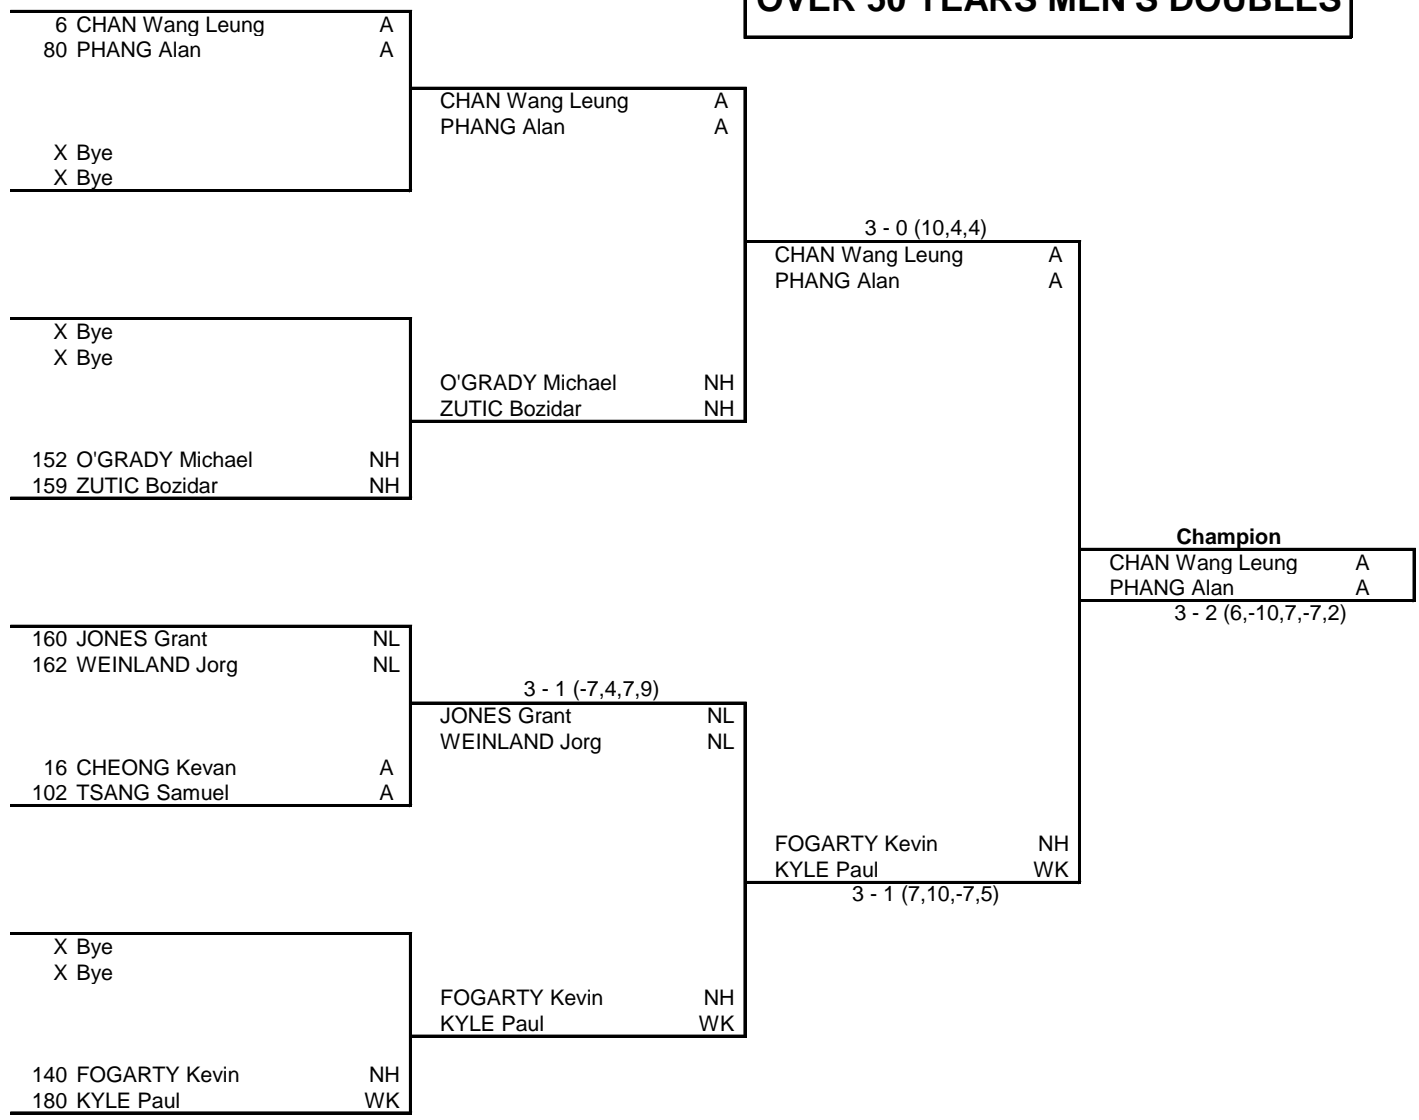 OVER 50 YEARS MEN'S DOUBLES
6 CHAN Wang Leung A
80 PHANG Alan A
CHAN Wang Leung A
PHANG Alan A
X Bye
X Bye
3 - 0 (10,4,4)
CHAN Wang Leung A
PHANG Alan A
X Bye
X Bye
O'GRADY Michael NH
ZUTIC Bozidar NH
152 O'GRADY Michael NH
159 ZUTIC Bozidar NH
Champion
CHAN Wang Leung A
PHANG Alan A
3 - 2 (6,-10,7,-7,2)
160 JONES Grant NL
162 WEINLAND Jorg NL
3 - 1 (-7,4,7,9)
JONES Grant NL
WEINLAND Jorg NL
16 CHEONG Kevan A
102 TSANG Samuel A
FOGARTY Kevin NH
KYLE Paul WK
3 - 1 (7,10,-7,5)
X Bye
X Bye
FOGARTY Kevin NH
KYLE Paul WK
140 FOGARTY Kevin NH
180 KYLE Paul WK